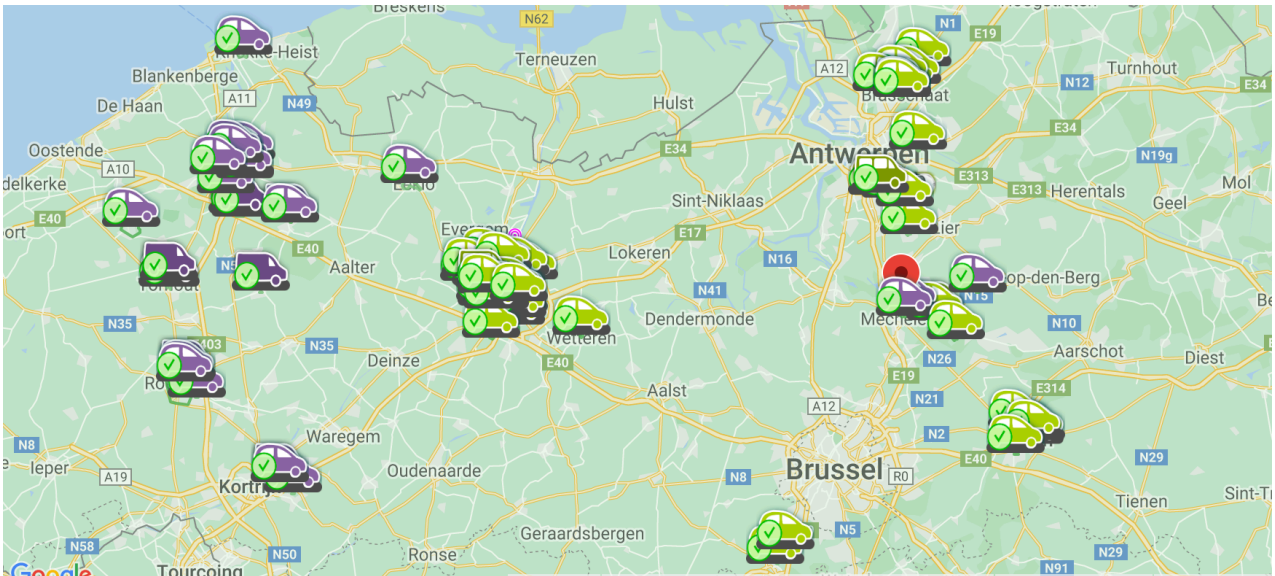 Breskens
Hoogstraten
N62
N1
E19
Knokke-Heist
Terneuzen
A12
Turnhout
Blankenberge
A11
N49
De Haan
Hulst
Brasschaat
N12
E34
Oostende
E34
E34
Antwerpen
N19g
A10
Eeklo
E313
E313
Herentals
Mol
Sint-Niklaas
Geel
E40
Evergem
E17
E40
Lokeren
N16
Aalter
N41
N15
Torhout
Dendermonde
Mechelen
N10
N35
N35
Wetteren
Aarschot
E403
Deinze
E40
N26
Diest
E19
E314
Aalst
N21
A12
Waregem
N2
N8
Ieper
A19
Oudenaarde
Brussel
R0
E40
N29
N8
Kortrijk
Tienen
Geraardsbergen
N5
N58
N50
Ronse
N29
N91
Google
Tourcoing